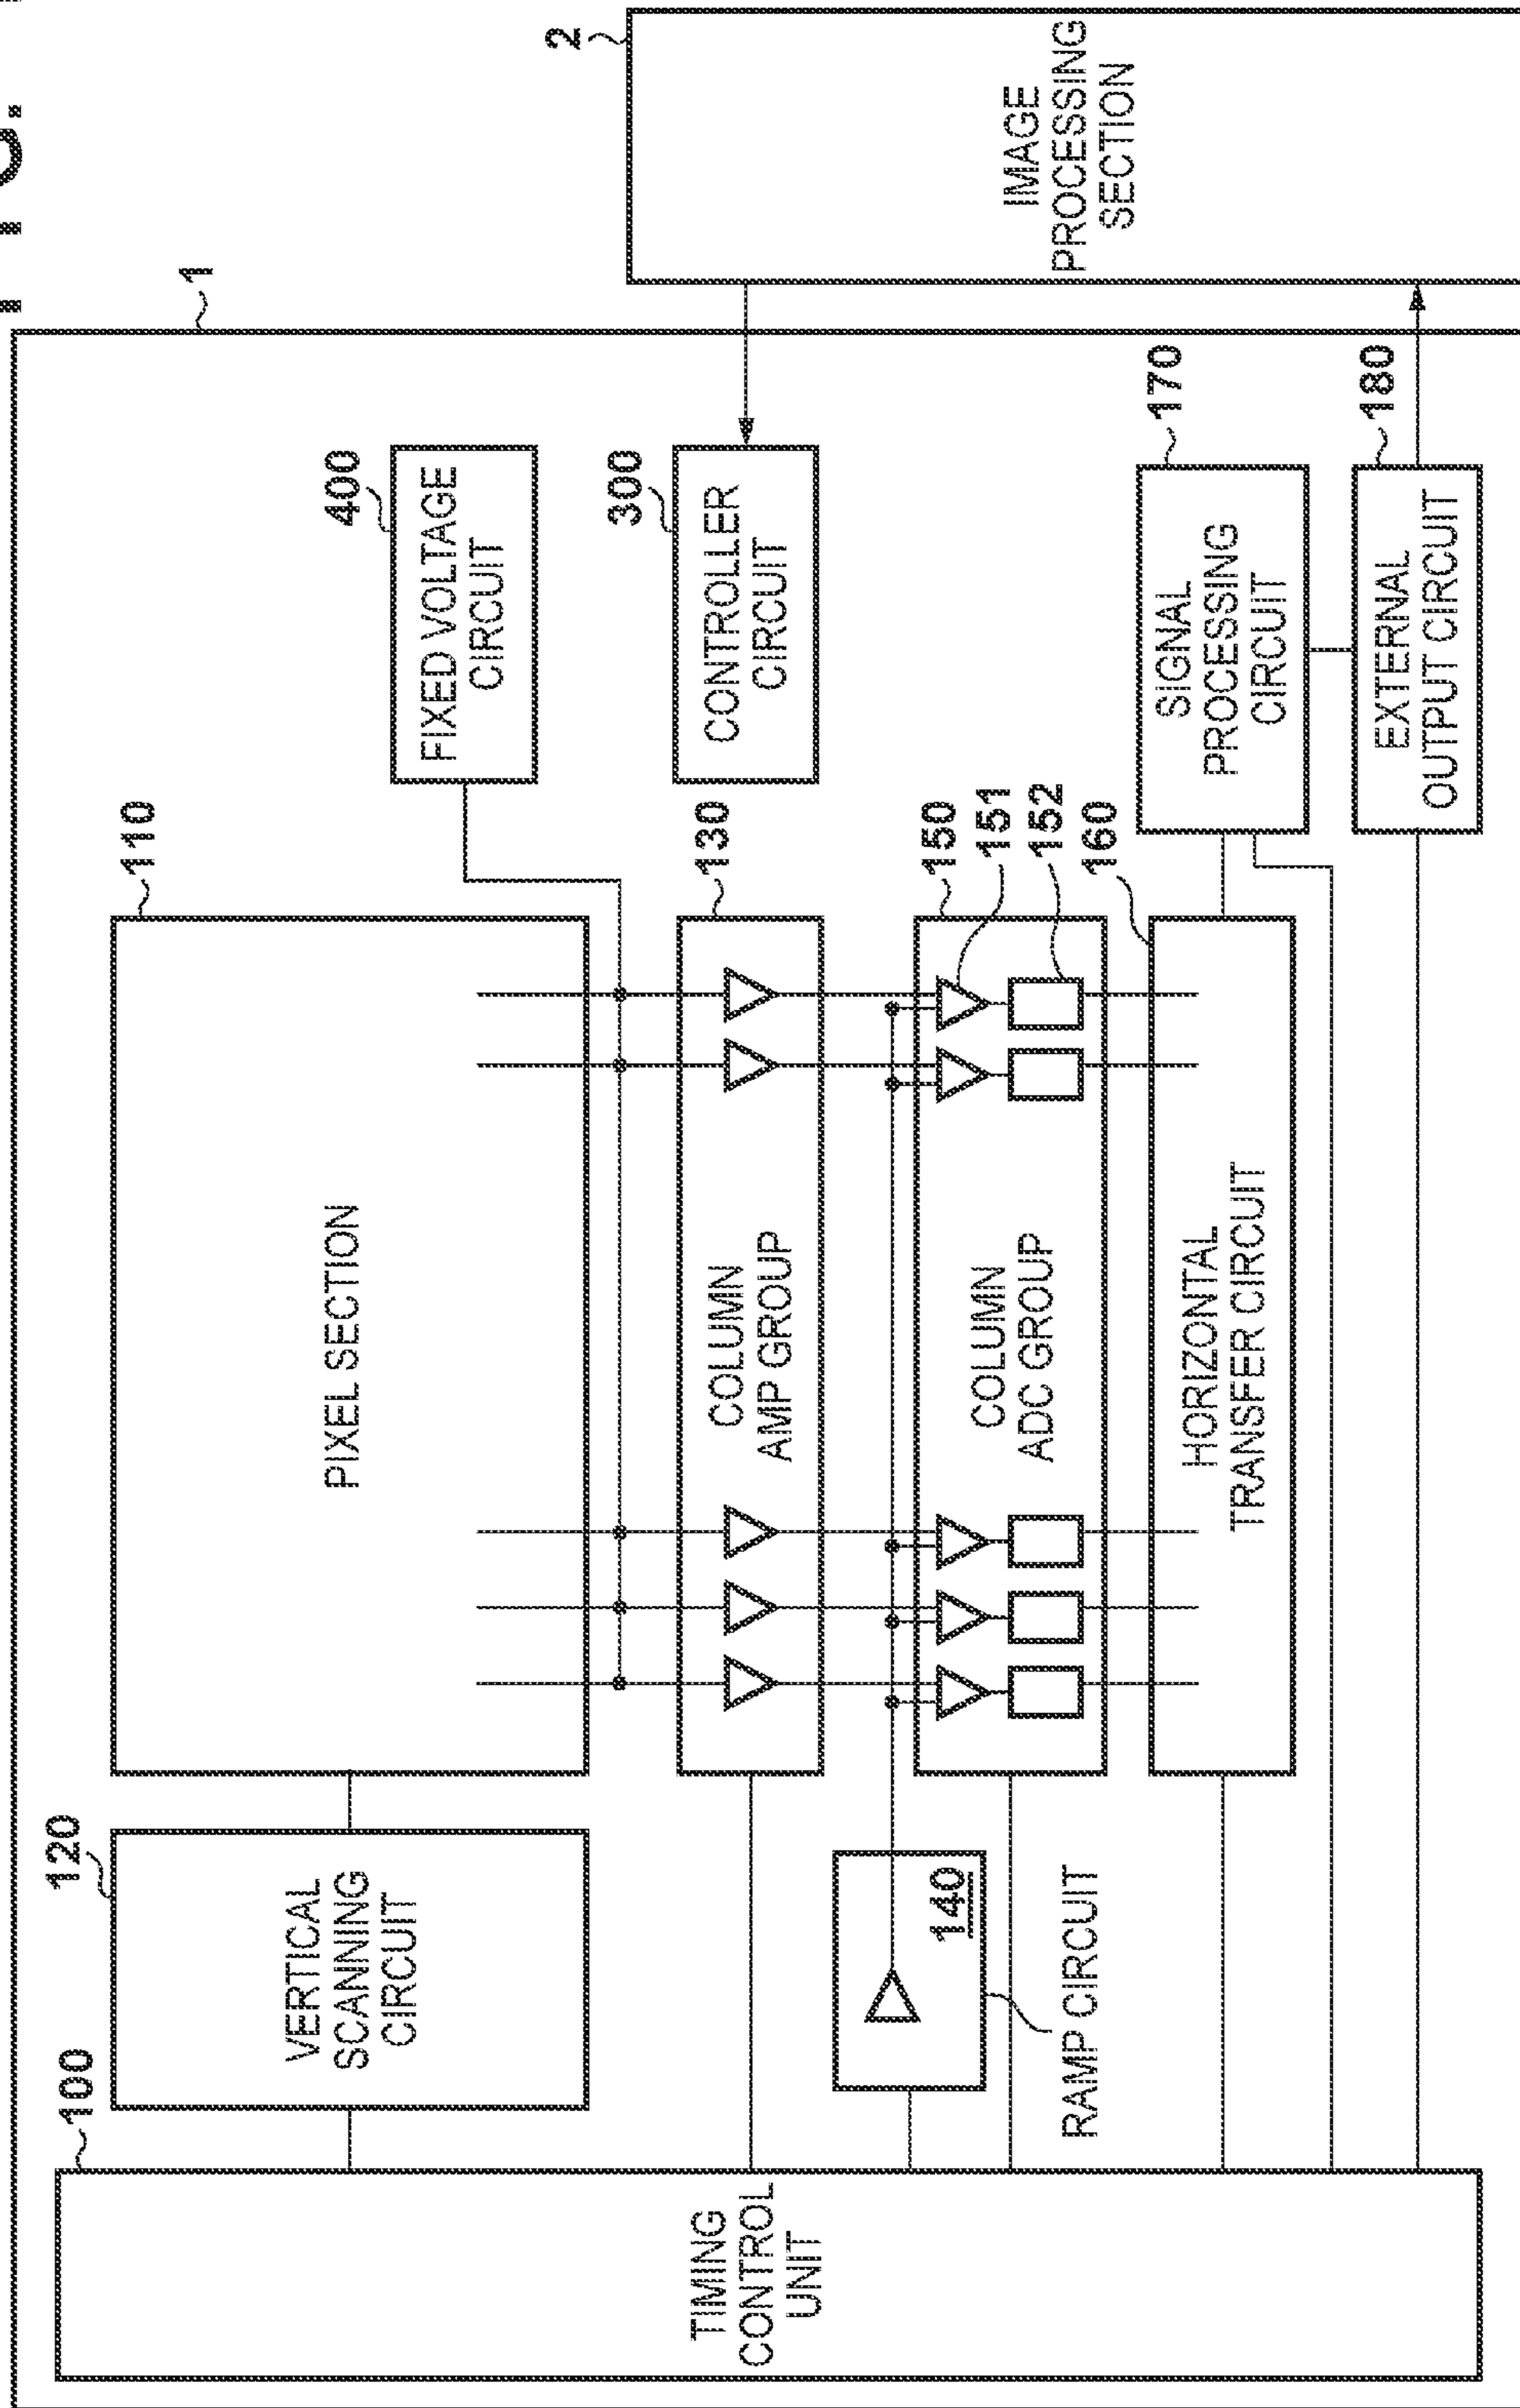 FIG.
1
2
100
TIMING
CONTROL
UNIT
120
VERTICAL
SCANNING
CIRCUIT
110
PIXEL SECTION
400
FIXED VOLTAGE
CIRCUIT
130
COLUMN
AMP GROUP
300
CONTROLLER
CIRCUIT
140
RAMP CIRCUIT
150
151
152
COLUMN
ADC GROUP
160
HORIZONTAL
TRANSFER CIRCUIT
170
SIGNAL
PROCESSING
CIRCUIT
180
EXTERNAL
OUTPUT CIRCUIT
IMAGE
PROCESSING
SECTION